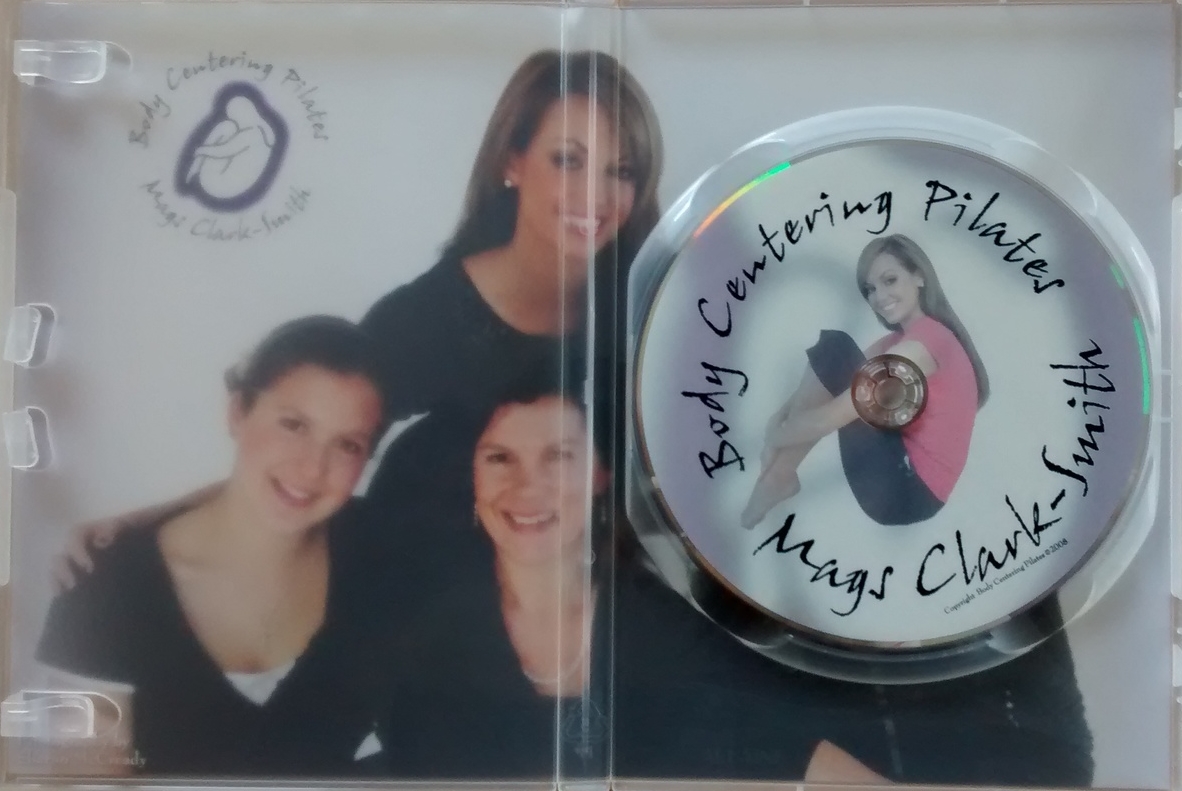 Body Centering Pilates
Mags Clark-Smith
Body Centering Pilates
Mags Clark-Smith
Copyright Body Centering Pilates ©2008